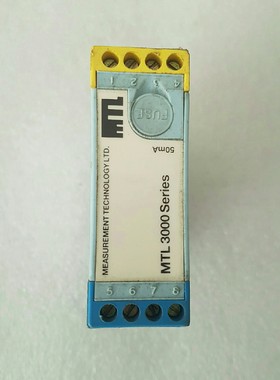 1 2 3 4
FUSE
50mA
MTL
MEASUREMENT TECHNOLOGY LTD.
MTL 3000 Series
5 6 7 8